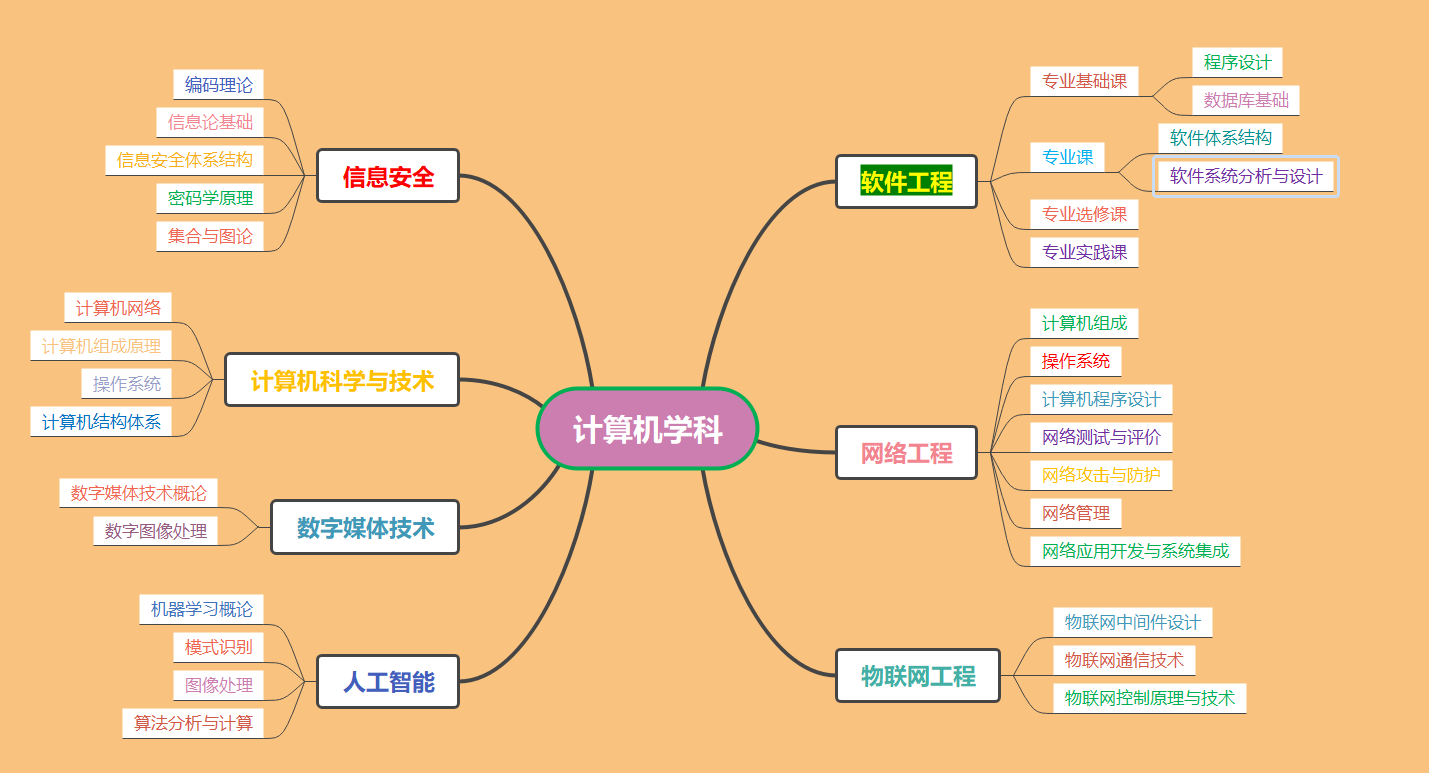 计算机学科
信息安全
编码理论
信息论基础
信息安全体系结构
密码学原理
集合与图论
计算机科学与技术
计算机网络
计算机组成原理
操作系统
计算机结构体系
数字媒体技术
数字媒体技术概论
数字图像处理
人工智能
机器学习概论
模式识别
图像处理
算法分析与计算
软件工程
专业基础课
程序设计
数据库基础
专业课
软件体系结构
软件系统分析与设计
专业选修课
专业实践课
网络工程
计算机组成
操作系统
计算机程序设计
网络测试与评价
网络攻击与防护
网络管理
网络应用开发与系统集成
物联网工程
物联网中间件设计
物联网通信技术
物联网控制原理与技术